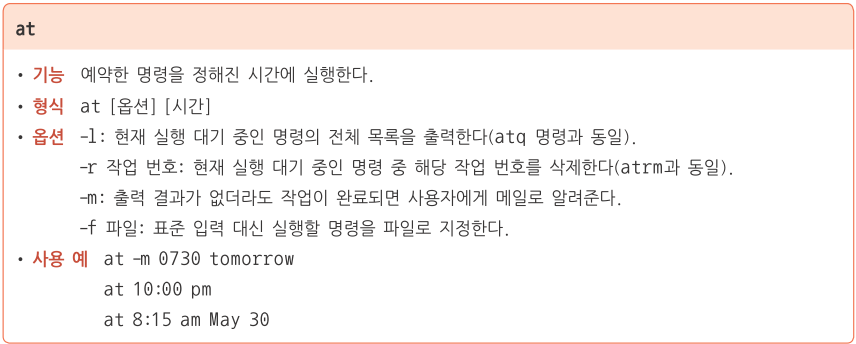 at
• 기능 예약한 명령을 정해진 시간에 실행한다.
• 형식 at [옵션] [시간]
• 옵션 -l: 현재 실행 대기 중인 명령의 전체 목록을 출력한다(atq 명령과 동일).
-r 작업 번호: 현재 실행 대기 중인 명령 중 해당 작업 번호를 삭제한다(atrm과 동일).
-m: 출력 결과가 없더라도 작업이 완료되면 사용자에게 메일로 알려준다.
-f 파일: 표준 입력 대신 실행할 명령을 파일로 지정한다.
• 사용 예 at -m 0730 tomorrow
at 10:00 pm
at 8:15 am May 30